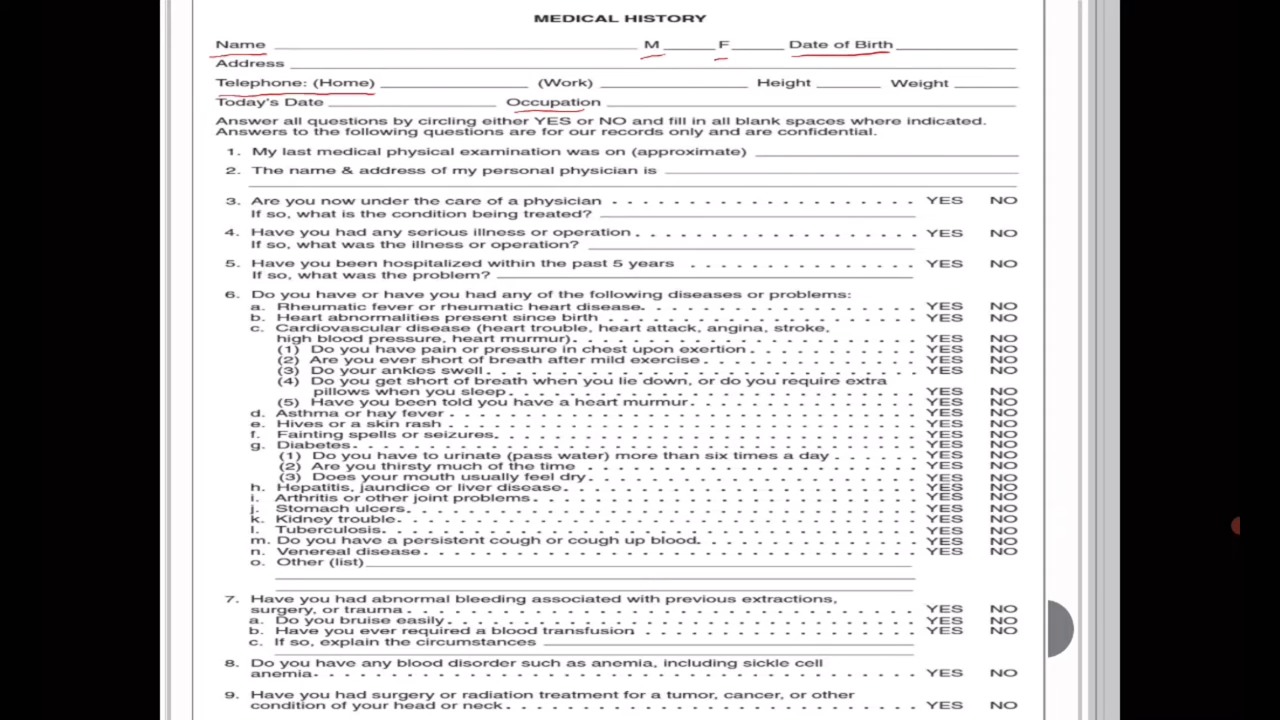 MEDICAL HISTORY
Name M F Date of Birth
Address
Telephone: (Home) (Work) Height Weight
Today's Date Occupation
Answer all questions by circling either YES or NO and fill in all blank spaces where indicated.
Answers to the following questions are for our records only and are confidential.
1. My last medical physical examination was on (approximate)
2. The name & address of my personal physician is
3. Are you now under the care of a physician YES NO
If so, what is the condition being treated?
4. Have you had any serious illness or operation YES NO
If so, what was the illness or operation?
5. Have you been hospitalized within the past 5 years YES NO
If so, what was the problem?
6. Do you have or have you had any of the following diseases or problems:
a. Rheumatic fever or rheumatic heart disease YES NO
b. Heart abnormalities present since birth YES NO
c. Cardiovascular disease (heart trouble, heart attack, angina, stroke,
high blood pressure, heart murmur) YES NO
(1) Do you have pain or pressure in chest upon exertion YES NO
(2) Are you ever short of breath after mild exercise YES NO
(3) Do your ankles swell YES NO
(4) Do you get short of breath when you lie down, or do you require extra
pillows when you sleep YES NO
(5) Have you been told you have a heart murmur YES NO
d. Asthma or hay fever YES NO
e. Hives or a skin rash YES NO
f. Fainting spells or seizures YES NO
g. Diabetes YES NO
(1) Do you have to urinate (pass water) more than six times a day YES NO
(2) Are you thirsty much of the time YES NO
(3) Does your mouth usually feel dry YES NO
h. Hepatitis, jaundice or liver disease YES NO
i. Arthritis or other joint problems YES NO
j. Stomach ulcers YES NO
k. Kidney trouble YES NO
l. Tuberculosis YES NO
m. Do you have a persistent cough or cough up blood YES NO
n. Venereal disease YES NO
o. Other (list)
7. Have you had abnormal bleeding associated with previous extractions,
surgery, or trauma YES NO
a. Do you bruise easily YES NO
b. Have you ever required a blood transfusion YES NO
c. If so, explain the circumstances
8. Do you have any blood disorder such as anemia, including sickle cell
anemia YES NO
9. Have you had surgery or radiation treatment for a tumor, cancer, or other
condition of your head or neck YES NO